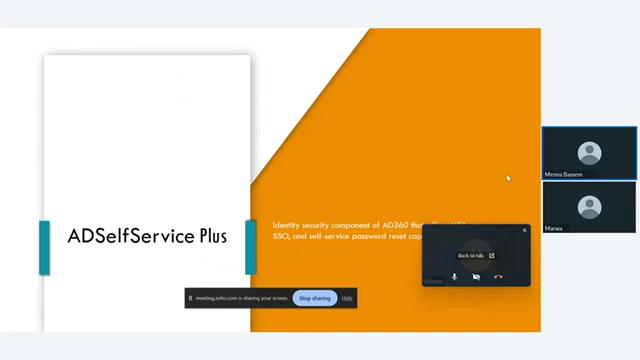 ADSelfService Plus
Identity security component of AD360 that
SSO, and self-service password reset cap
Menna Bassem
Marwa
Back to tab
meeting.zoho.com is sharing your screen.
Stop sharing
Hide